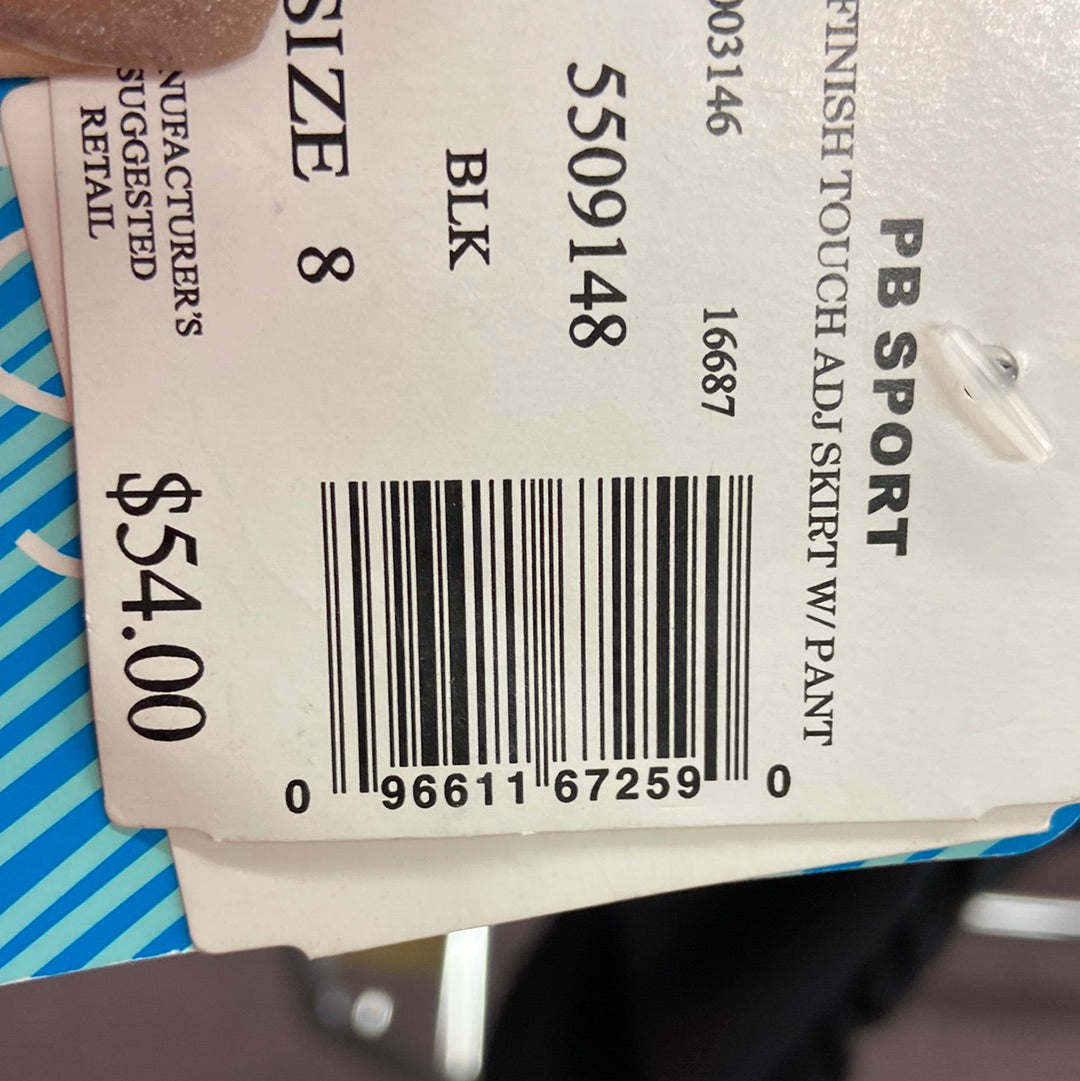 PB SPORT
FINISH TOUCH ADJ SKIRT W/ PANT
003146 16687
5509148
BLK
SIZE 8
NUFACTURER'S
SUGGESTED
RETAIL
$54.00
0 96611 67259 0